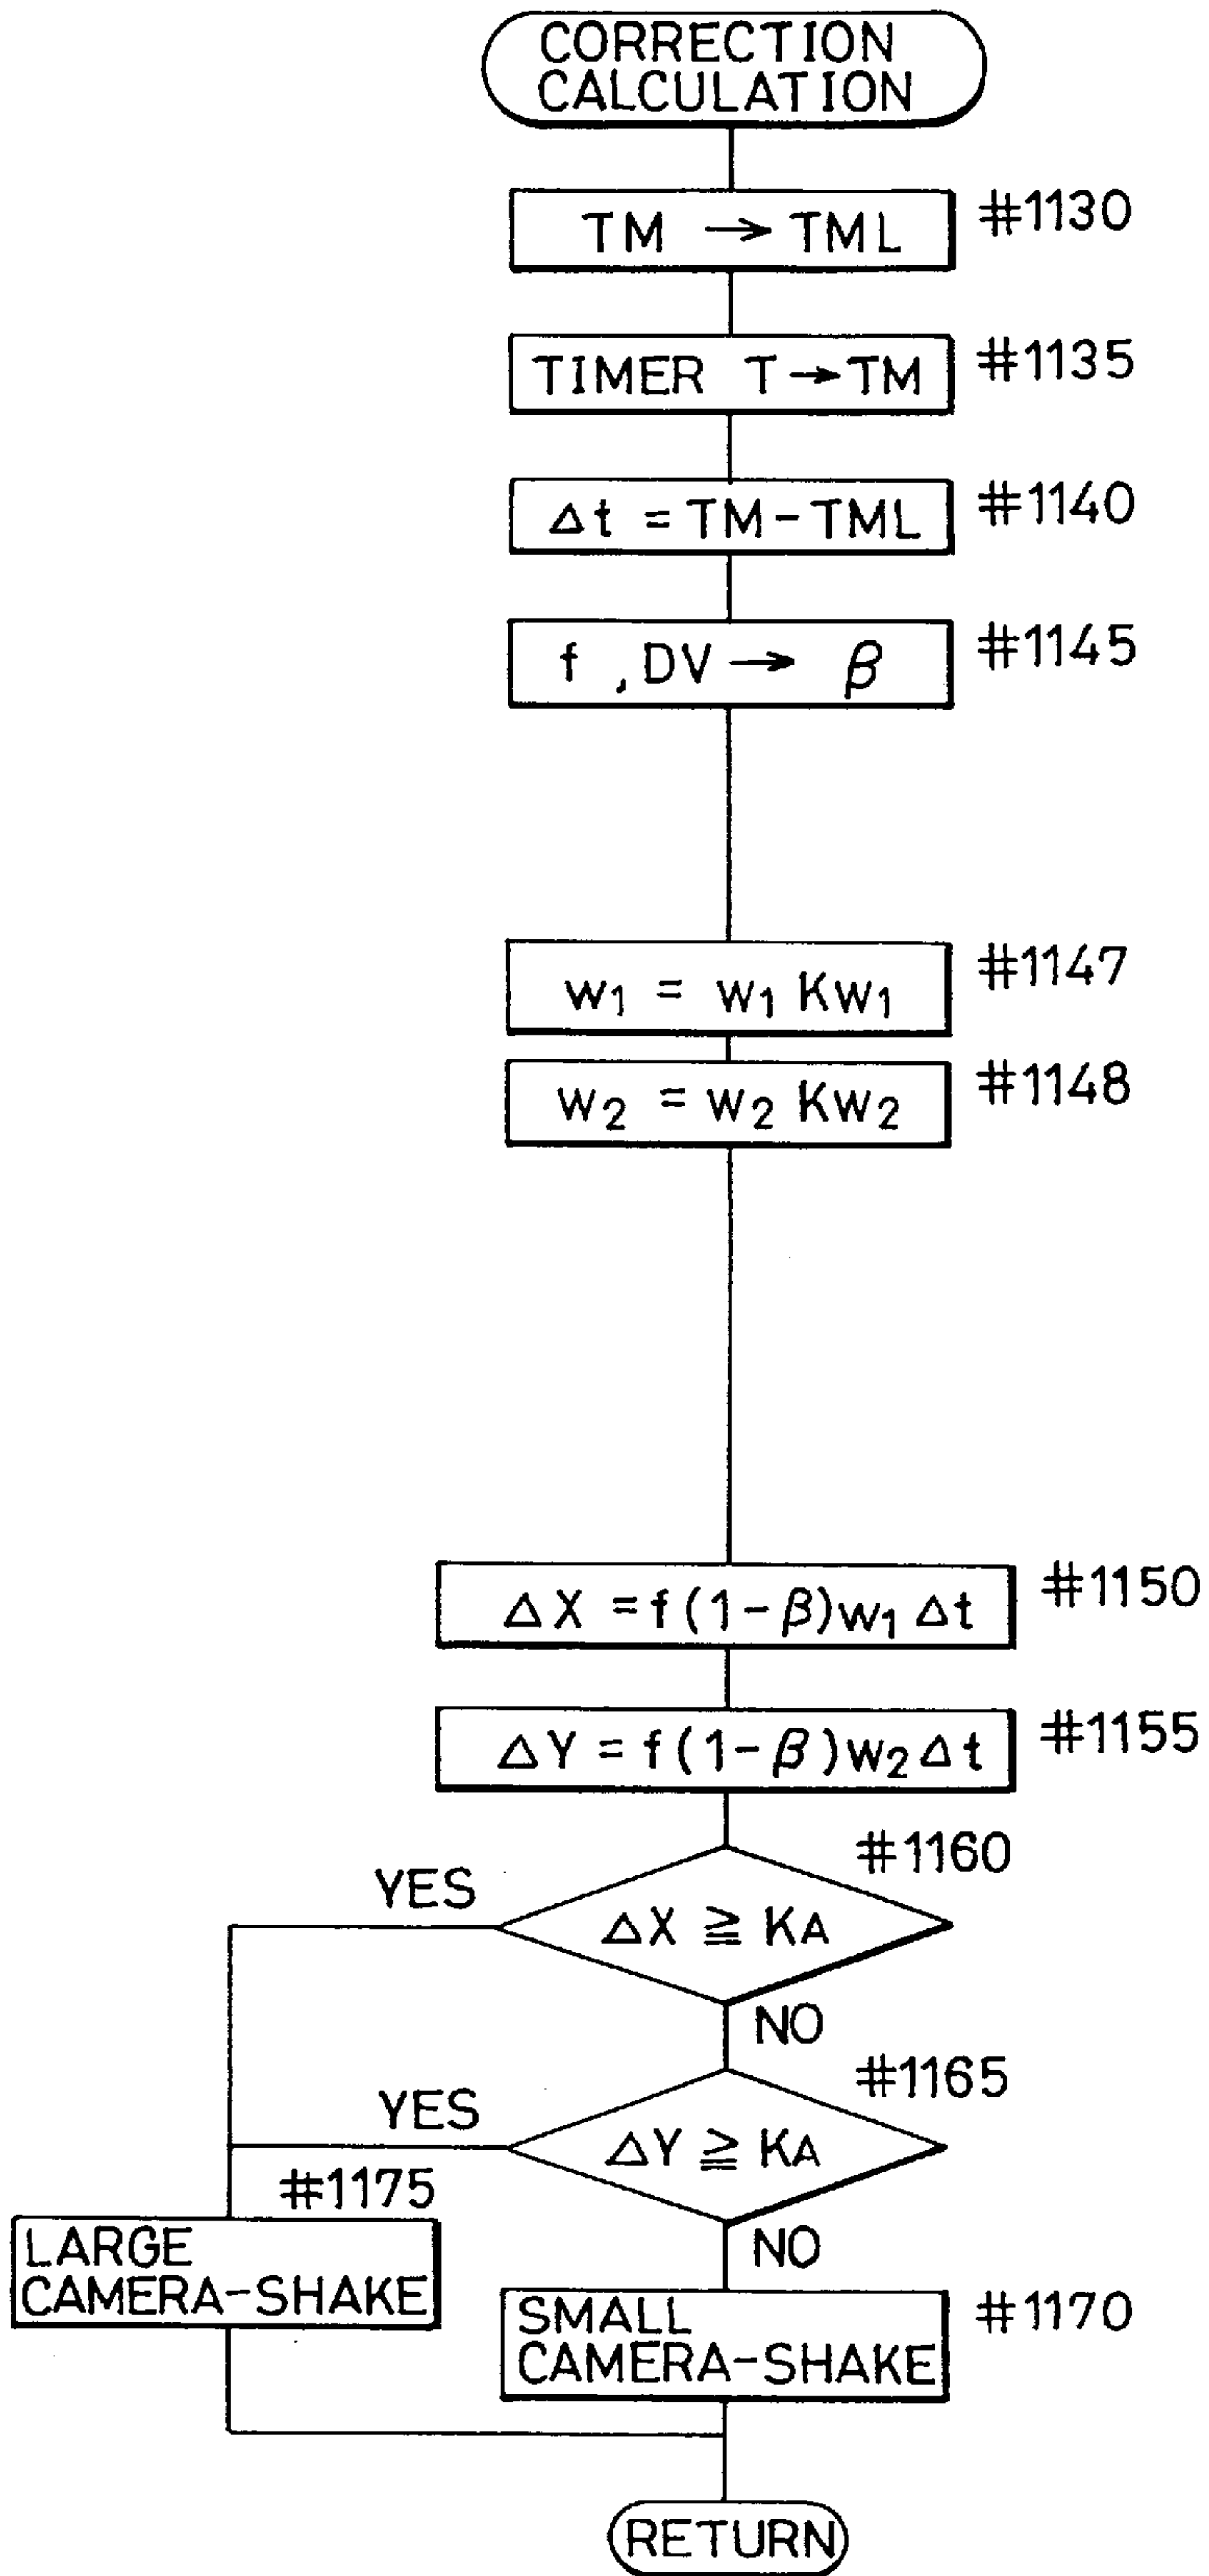 CORRECTION
CALCULATION
TM → TML #1130
TIMER T → TM #1135
Δt = TM - TML #1140
f , DV → β #1145
w₁ = w₁ Kw₁ #1147
w₂ = w₂ Kw₂ #1148
ΔX = f(1-β)w₁ Δt #1150
ΔY = f(1-β)w₂ Δt #1155
#1160
YES
ΔX ≧ KA
NO
#1165
YES
ΔY ≧ KA
#1175
NO
LARGE
CAMERA-SHAKE
SMALL
CAMERA-SHAKE
#1170
RETURN